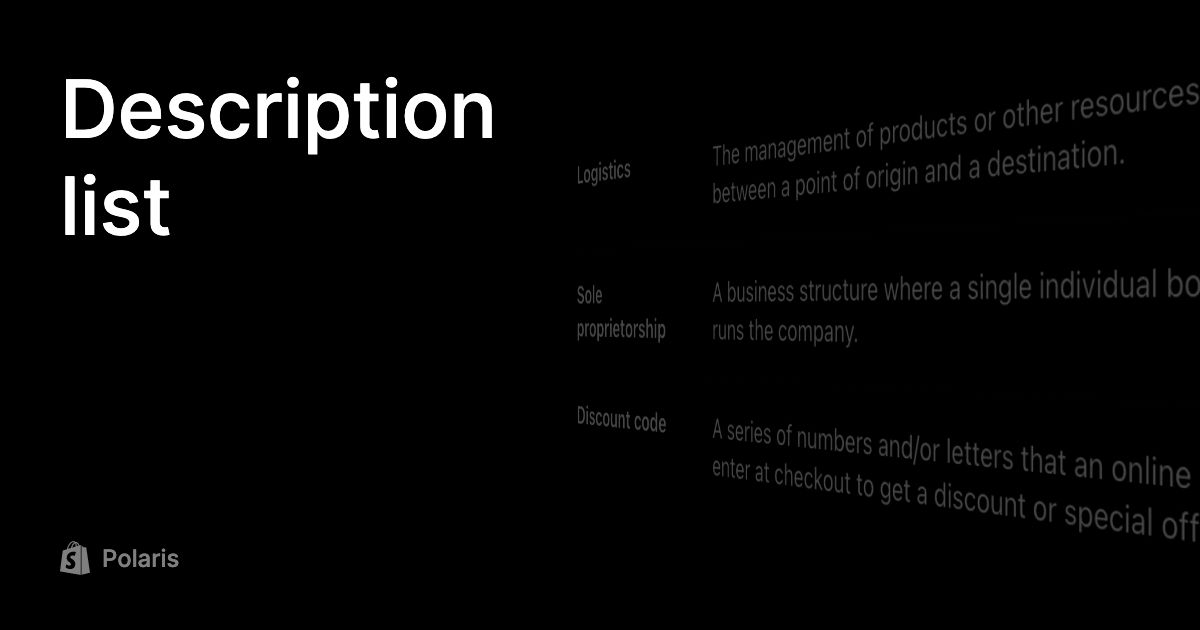 Description
list
Logistics
The management of products or other resources
between a point of origin and a destination.
Sole
proprietorship
A business structure where a single individual bo
runs the company.
Discount code
A series of numbers and/or letters that an online
enter at checkout to get a discount or special off
Polaris